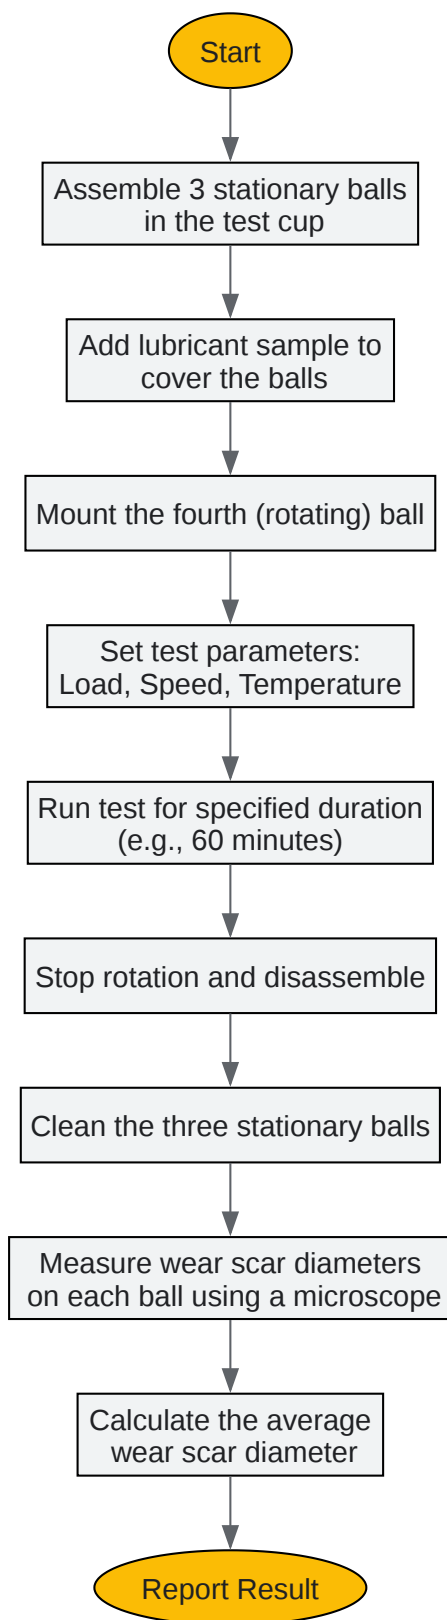 Start
Assemble 3 stationary balls
in the test cup
Add lubricant sample to
cover the balls
Mount the fourth (rotating) ball
Set test parameters:
Load, Speed, Temperature
Run test for specified duration
(e.g., 60 minutes)
Stop rotation and disassemble
Clean the three stationary balls
Measure wear scar diameters
on each ball using a microscope
Calculate the average
wear scar diameter
Report Result